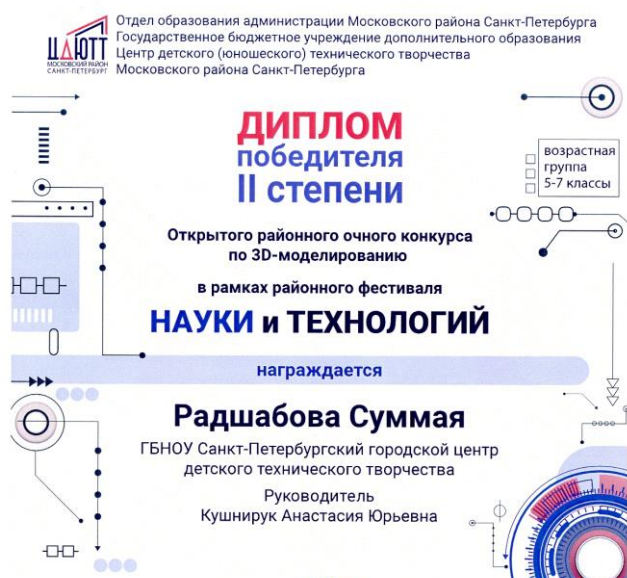 ЦДЮТТ
МОСКОВСКИЙ РАЙОН
САНКТ-ПЕТЕРБУРГ
Отдел образования администрации Московского района Санкт-Петербурга
Государственное бюджетное учреждение дополнительного образования
Центр детского (юношеского) технического творчества
Московского района Санкт-Петербурга
ДИПЛОМ
победителя
II степени
возрастная
группа
5-7 классы
Открытого районного очного конкурса
по 3D-моделированию
в рамках районного фестиваля
НАУКИ и ТЕХНОЛОГИЙ
награждается
Радшабова Суммая
ГБНОУ Санкт-Петербургский городской центр
детского технического творчества
Руководитель
Кушнирук Анастасия Юрьевна